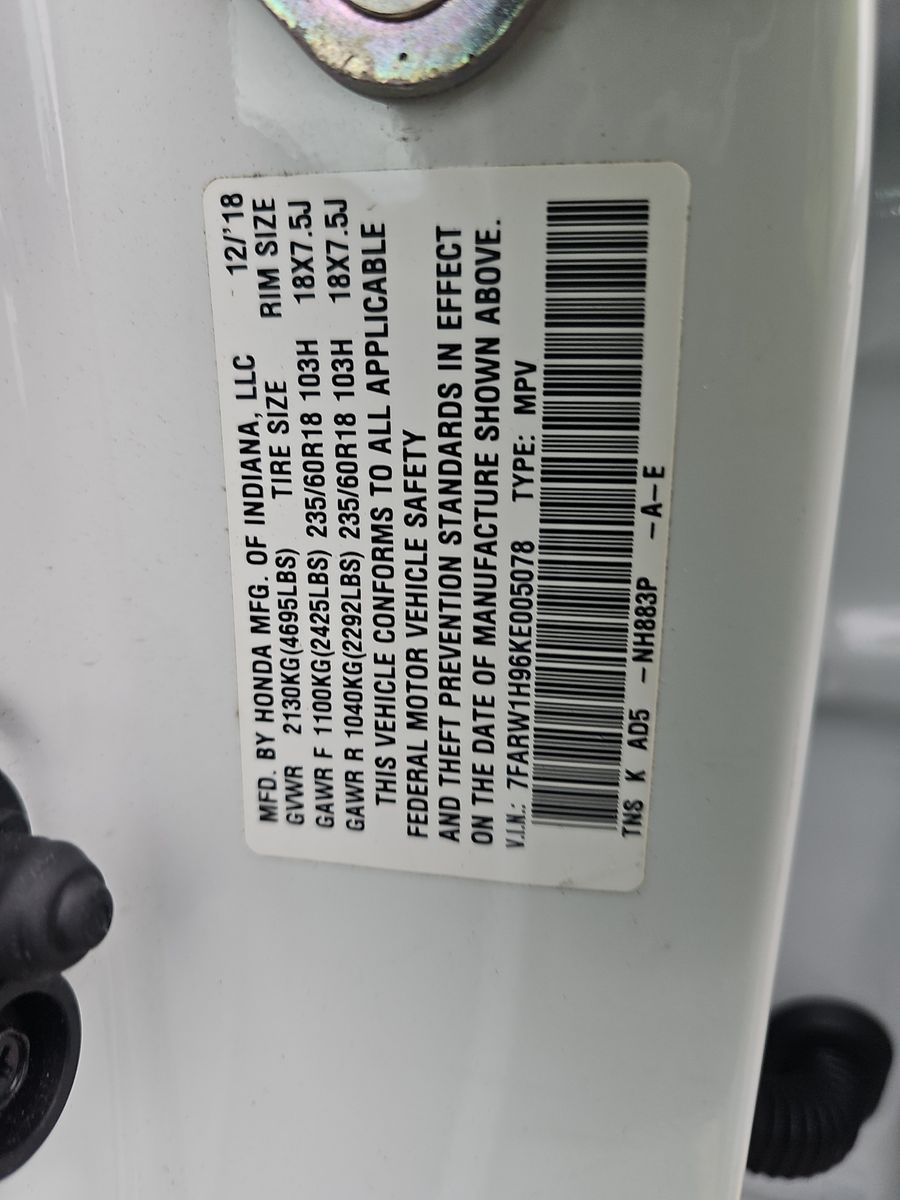 MFD. BY HONDA MFG. OF INDIANA, LLC 12/'18
GVWR 2130KG(4695LBS) TIRE SIZE RIM SIZE
GAWR F 1100KG(2425LBS) 235/60R18 103H 18X7.5J
GAWR R 1040KG(2292LBS) 235/60R18 103H 18X7.5J
THIS VEHICLE CONFORMS TO ALL APPLICABLE
FEDERAL MOTOR VEHICLE SAFETY
AND THEFT PREVENTION STANDARDS IN EFFECT
ON THE DATE OF MANUFACTURE SHOWN ABOVE.
V.I.N.: 7FARW1H96KE005078 TYPE: MPV
TNS K AD5 -NH883P -A-E